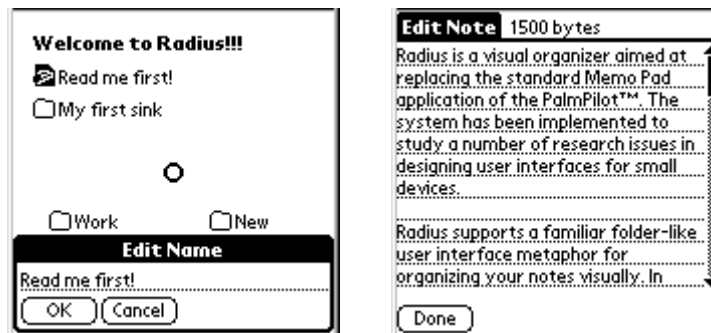 Welcome to Radius!!!
Read me first!
My first sink
Work New
Edit Name
Read me first!
OK Cancel
Edit Note 1500 bytes
Radius is a visual organizer aimed at
replacing the standard Memo Pad
application of the PalmPilot™. The
system has been implemented to
study a number of research issues in
designing user interfaces for small
devices.
Radius supports a familiar folder-like
user interface metaphor for
organizing your notes visually. In
Done